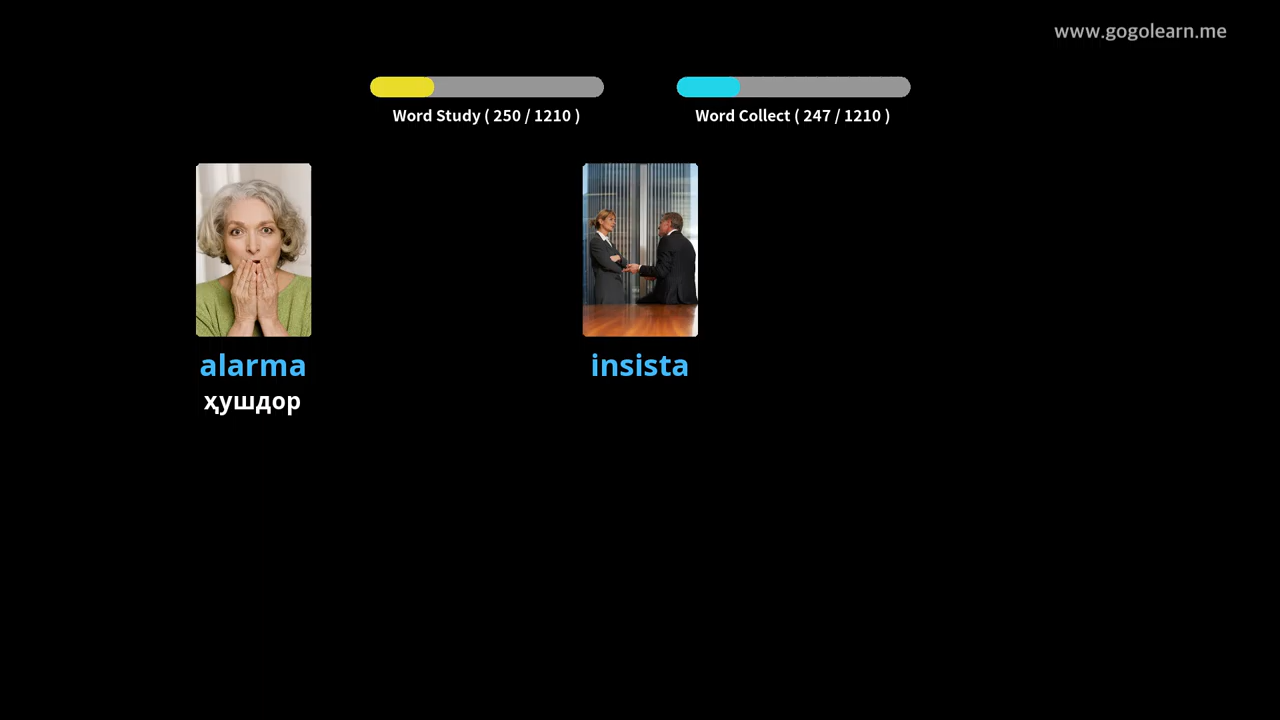 www.gogolearn.me
Word Study ( 250 / 1210 )
Word Collect ( 247 / 1210 )
alarma
insista
ҳушдор